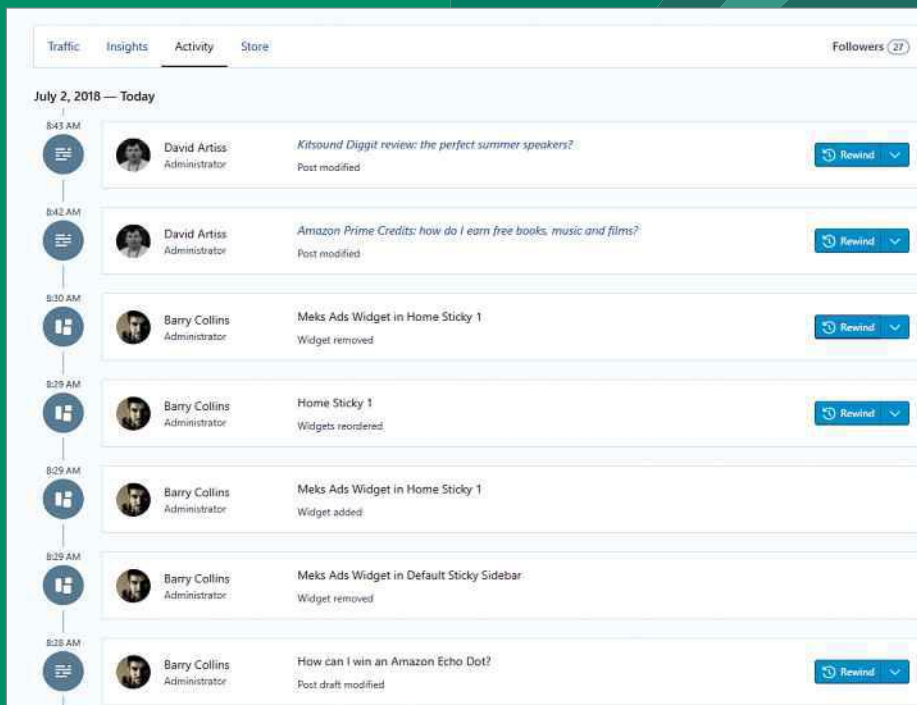 Traffic Insights Activity Store Followers 27
July 2, 2018 — Today
8:43 AM
David Artiss
Administrator
Kitsound Diggit review: the perfect summer speakers?
Post modified
Rewind
8:42 AM
David Artiss
Administrator
Amazon Prime Credits: how do I earn free books, music and films?
Post modified
Rewind
8:30 AM
Barry Collins
Administrator
Meks Ads Widget in Home Sticky 1
Widget removed
Rewind
8:29 AM
Barry Collins
Administrator
Home Sticky 1
Widgets reordered
Rewind
8:29 AM
Barry Collins
Administrator
Meks Ads Widget in Home Sticky 1
Widget added
8:29 AM
Barry Collins
Administrator
Meks Ads Widget in Default Sticky Sidebar
Widget removed
8:28 AM
Barry Collins
Administrator
How can I win an Amazon Echo Dot?
Post draft modified
Rewind